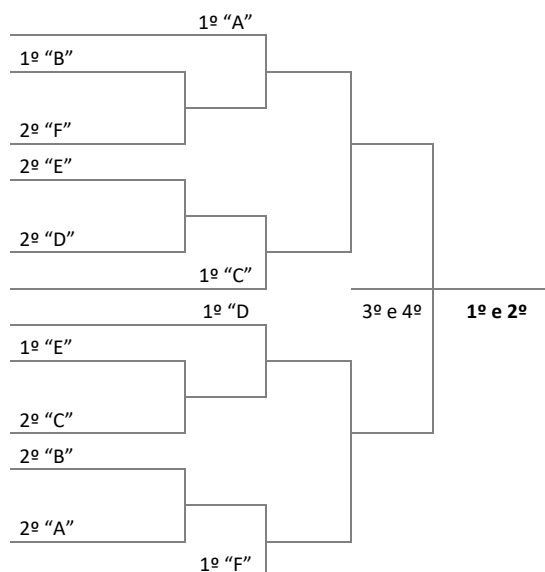 1º “A”
1º “B”
2º “F”
2º “E”
2º “D”
1º “C”
1º “D
3º e 4º
1º e 2º
1º “E”
2º “C”
2º “B”
2º “A”
1º “F”